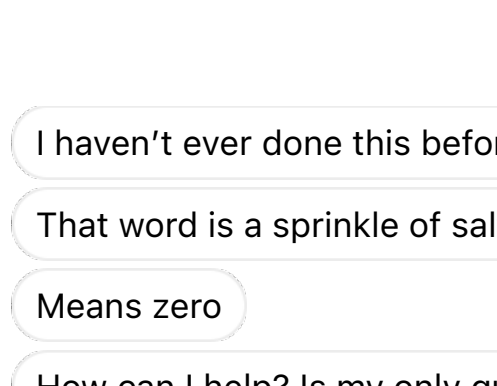 I haven’t ever done this
That word is a sprinkle of
Means zero
How can I help? Is my only